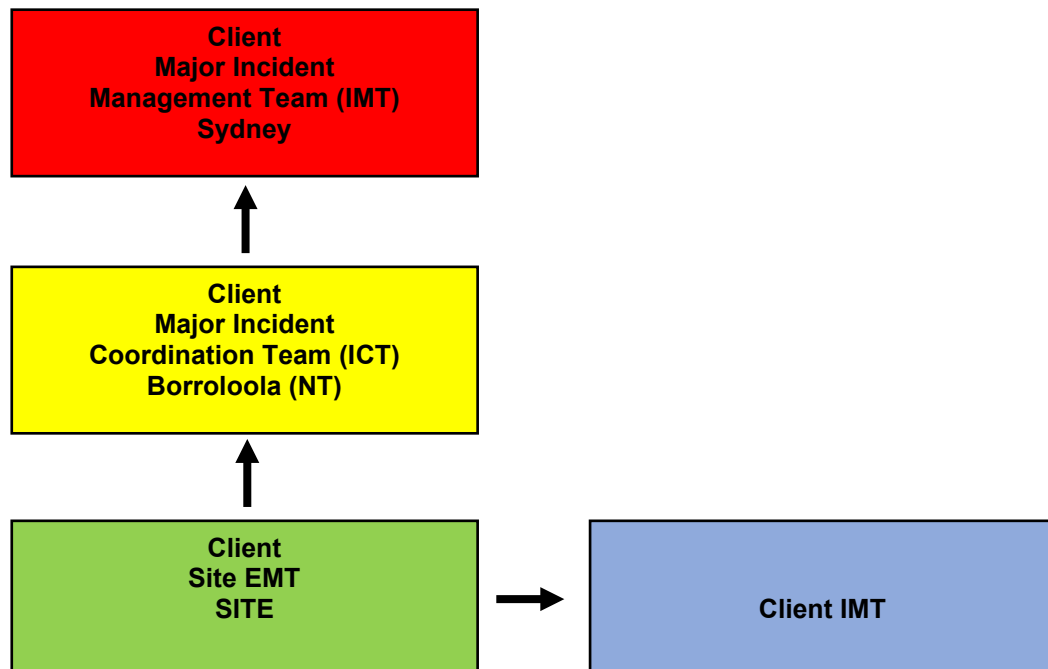 Client
Major Incident
Management Team (IMT)
Sydney
Client
Major Incident
Coordination Team (ICT)
Borroloola (NT)
Client
Site EMT
SITE
Client IMT